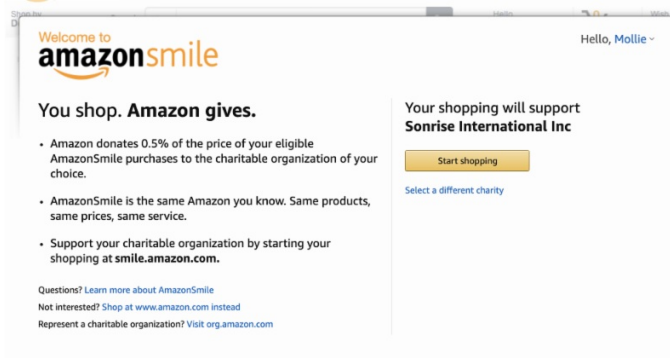 Hello
Welcome to
amazonsmile
Hello, Mollie
You shop. Amazon gives.
• Amazon donates 0.5% of the price of your eligible
AmazonSmile purchases to the charitable organization of your
choice.
• AmazonSmile is the same Amazon you know. Same products,
same prices, same service.
• Support your charitable organization by starting your
shopping at smile.amazon.com.
Questions? Learn more about AmazonSmile
Not interested? Shop at www.amazon.com instead
Represent a charitable organization? Visit org.amazon.com
Your shopping will support
Sonrise International Inc
Start shopping
Select a different charity